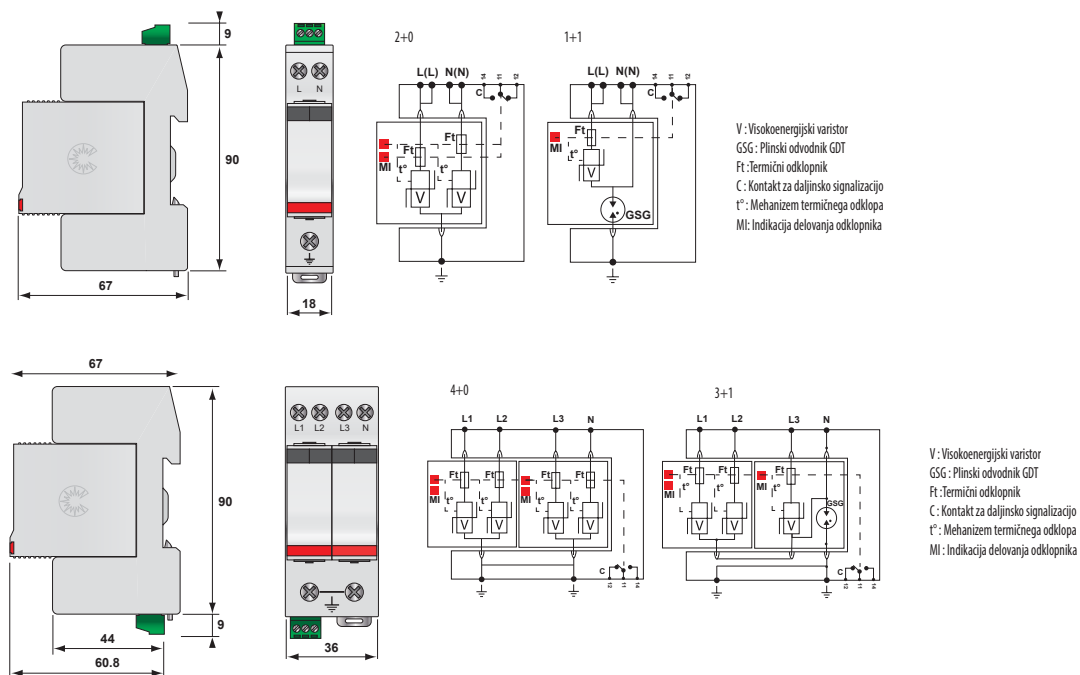 9
90
67
L N
18
2+0
L(L) N(N)
C
14
11
12
Ft
Ft
MI
t°
V
V
1+1
L(L) N(N)
C
14
11
12
Ft
MI
t°
V
GSG
V : Visokoenergijski varistor
GSG : Plinski odvodnik GDT
Ft :Termični odklopnik
C : Kontakt za daljinsko signalizacijo
t° : Mehanizem termičnega odklopa
MI: Indikacija delovanja odklopnika
67
90
9
44
60.8
L1 L2 L3 N
36
4+0
L1 L2 L3 N
Ft Ft Ft Ft
MI t° MI t°
V V V V
C
12 11 14
3+1
L1 L2 L3 N
Ft Ft Ft
MI t° MI t°
GSG
V V V
C
12 11 14
V : Visokoenergijski varistor
GSG : Plinski odvodnik GDT
Ft :Termični odklopnik
C : Kontakt za daljinsko signalizacijo
t° : Mehanizem termičnega odklopa
MI : Indikacija delovanja odklopnika